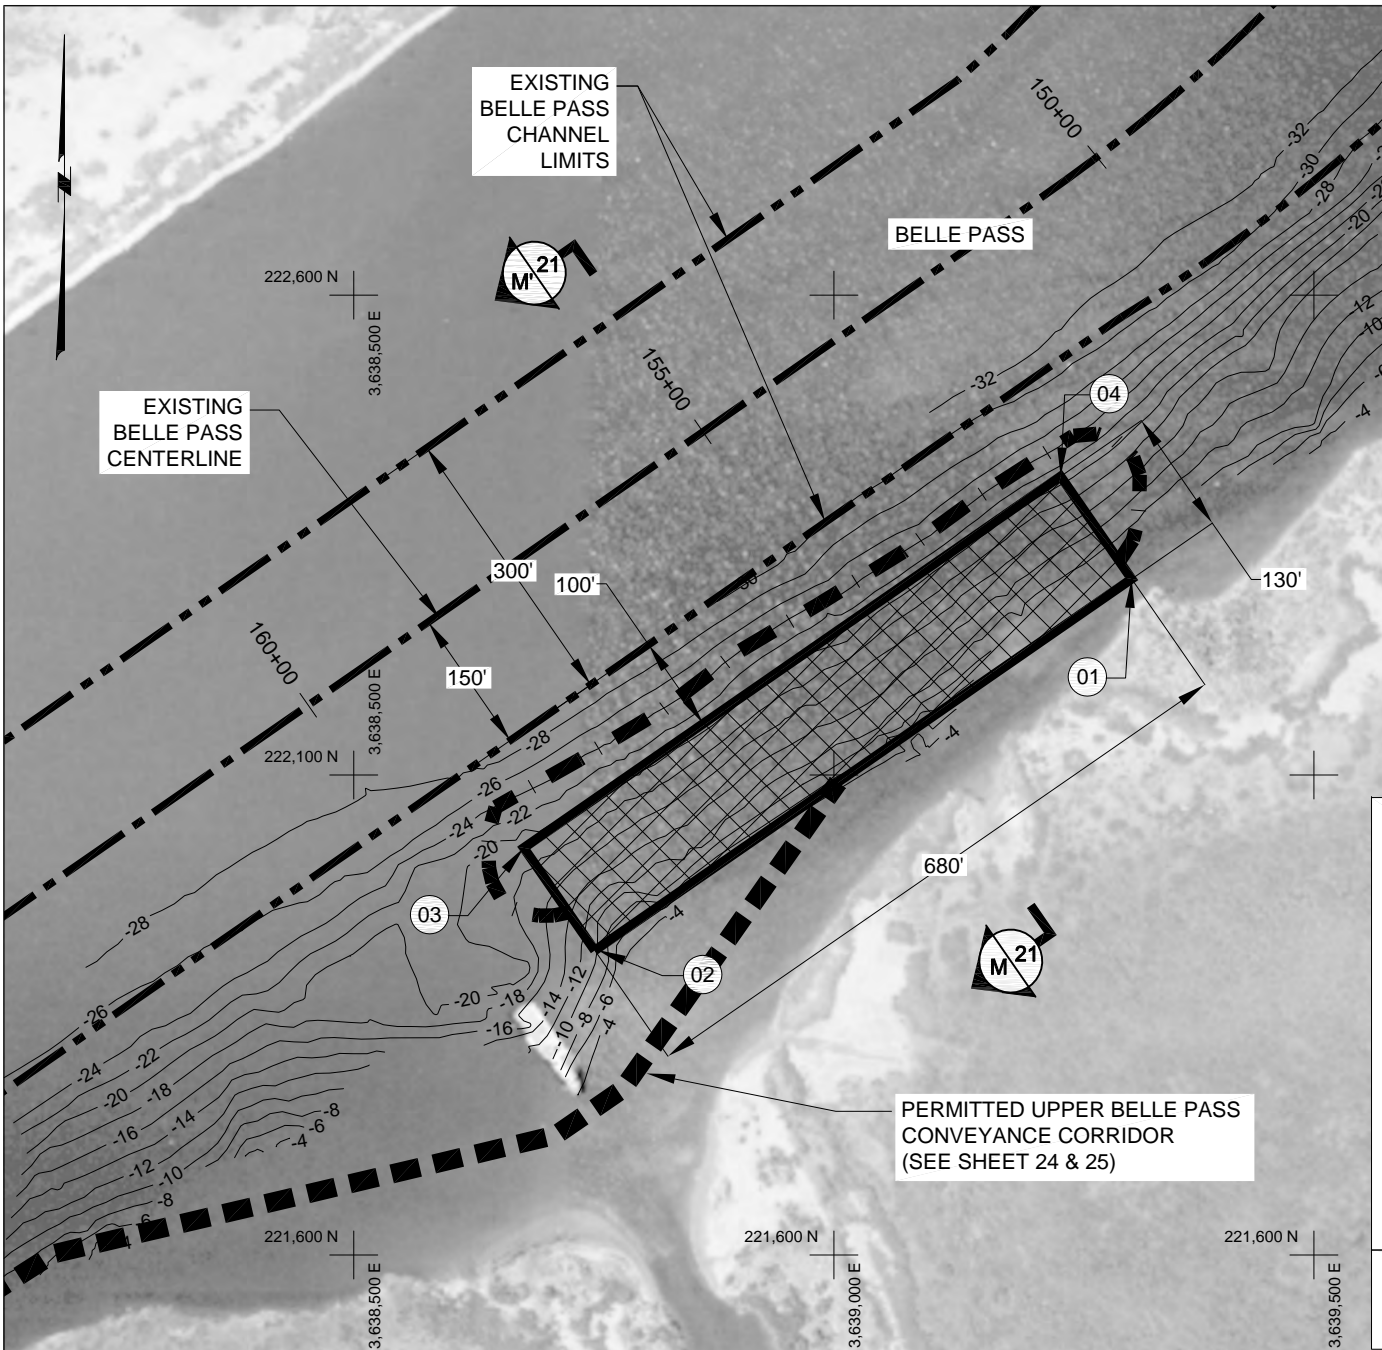 EXISTING
BELLE PASS
CHANNEL
LIMITS
150+00
-32
-30
-28
-20
BELLE PASS
M' 21
222,600 N
3,638,500 E
12
10
-4
155+00
-32
04
EXISTING
BELLE PASS
CENTERLINE
300'
100'
130'
160+00
150'
01
3,638,500 E
222,100 N
-28
-26
-24
-22
-20
-4
680'
03
-4
-28
M 21
02
-20
-18
-16
-14
-12
-10
-8
-6
-4
-26
-24
-22
-20
-18
-16
-14
-12
-10
-8
-8
-6
-4
PERMITTED UPPER BELLE PASS
CONVEYANCE CORRIDOR
(SEE SHEET 24 & 25)
221,600 N
221,600 N
221,600 N
3,638,500 E
3,639,000 E
3,639,500 E